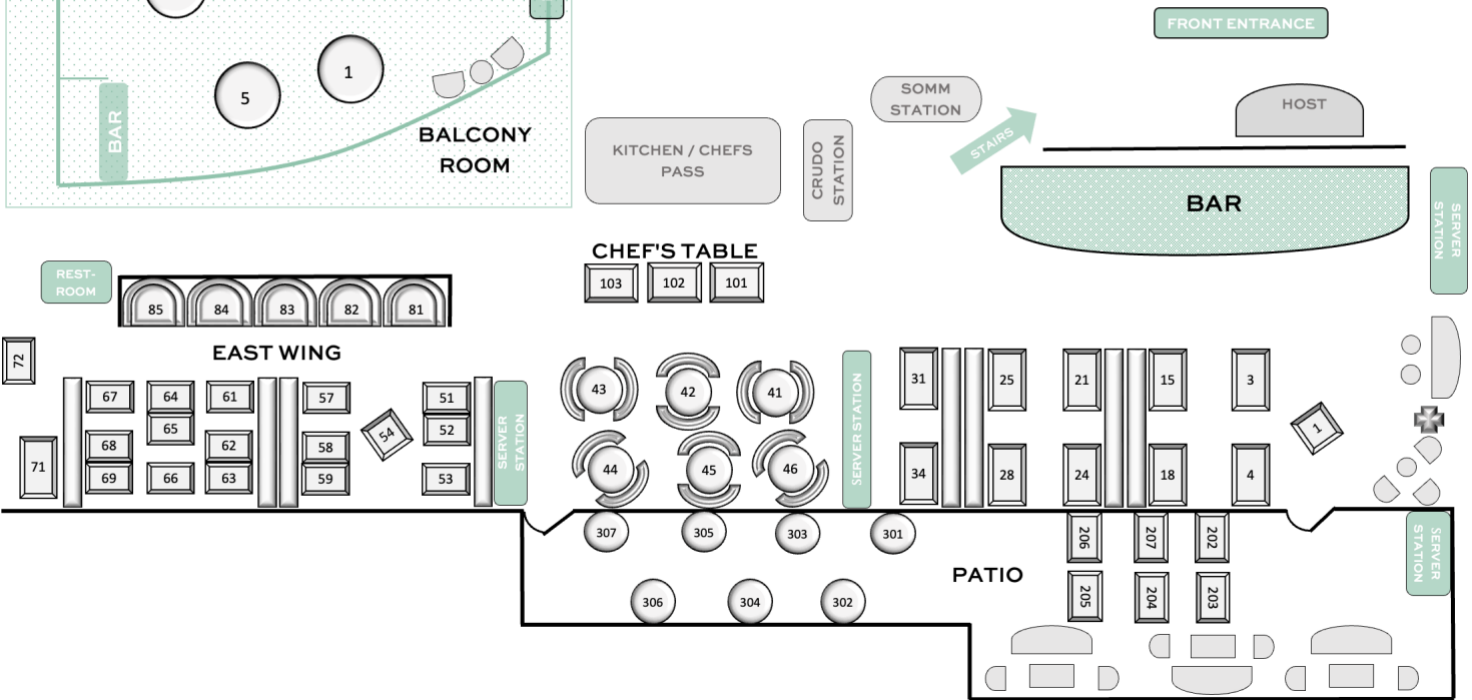 FRONT ENTRANCE
1
5
BAR
BALCONY
ROOM
SOMM
STATION
HOST
STAIRS
KITCHEN / CHEFS
PASS
CRUDO
STATION
BAR
SERVER
STATION
CHEF'S TABLE
103 102 101
REST-
ROOM
85 84 83 82 81
EAST WING
72
67 64 61 57 51
65 54 52
68 62 58
69 66 63 59 53
71
SERVER
STATION
43 42 41
44 45 46
SERVER STATION
31 25 21 15 3
1
34 28 24 18 4
307 305 303 301
306 304 302
PATIO
206 207 202
205 204 203
SERVER
STATION